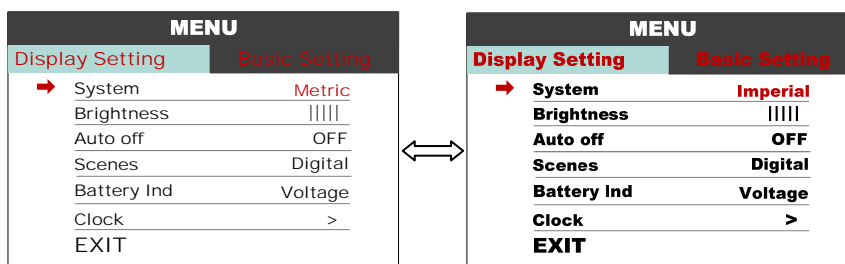 MENU
Display Setting Basic Setting
System Metric
Brightness |||||
Auto off OFF
Scenes Digital
Battery Ind Voltage
Clock >
EXIT
MENU
Display Setting Basic Setting
System Imperial
Brightness |||||
Auto off OFF
Scenes Digital
Battery Ind Voltage
Clock >
EXIT